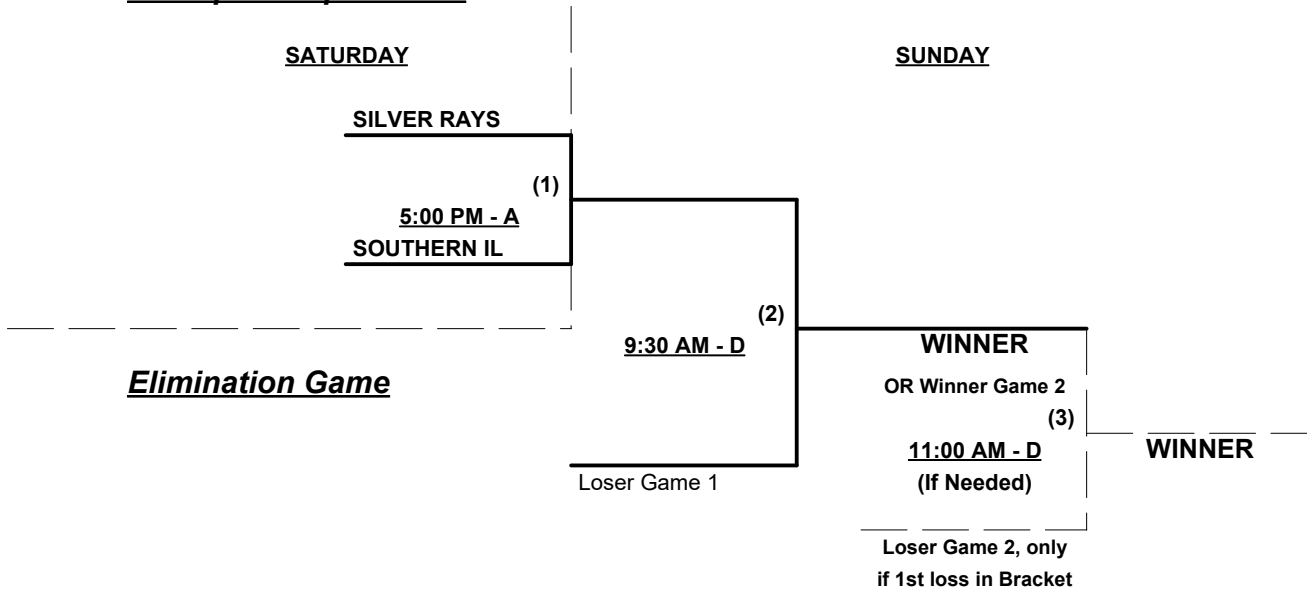 SATURDAY
SUNDAY
SILVER RAYS
(1)
5:00 PM - A
SOUTHERN IL
(2)
9:30 AM - D
WINNER
Elimination Game
OR Winner Game 2
(3)
11:00 AM - D
WINNER
Loser Game 1
(If Needed)
Loser Game 2, only
if 1st loss in Bracket